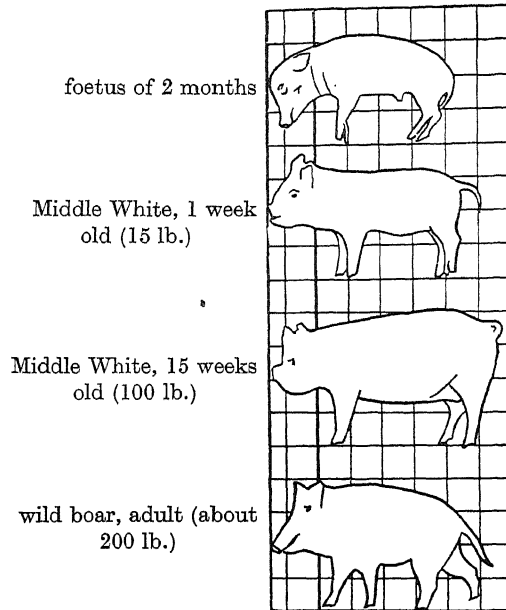 foetus of 2 months
Middle White, 1 week
old (15 lb.)
Middle White, 15 weeks
old (100 lb.)
wild boar, adult (about
200 lb.)